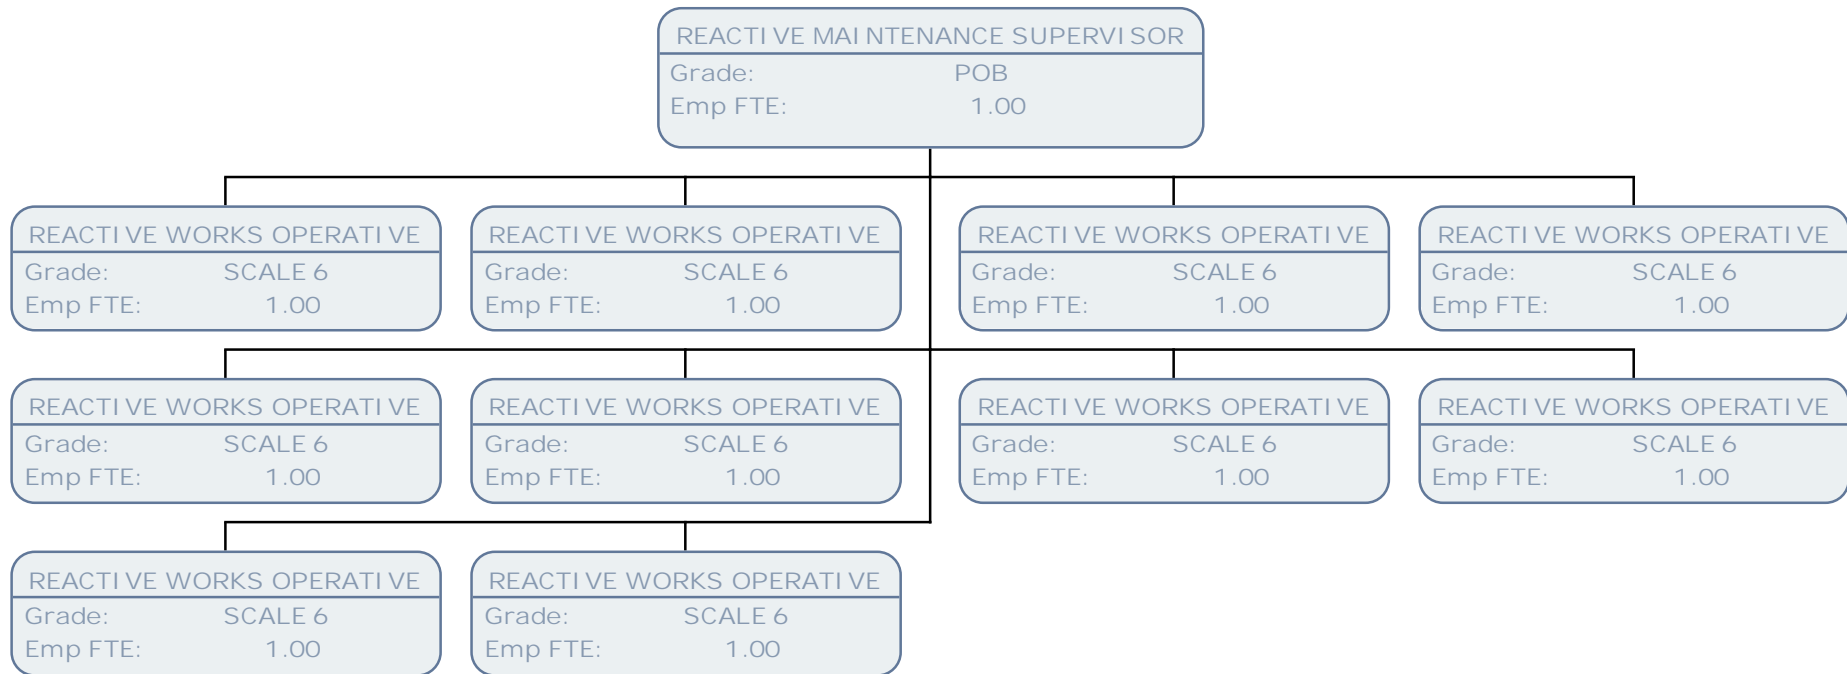 REACTIVE MAINTENANCE SUPERVISOR
Grade: POB
Emp FTE: 1.00
REACTIVE WORKS OPERATIVE
Grade: SCALE 6
Emp FTE: 1.00
REACTIVE WORKS OPERATIVE
Grade: SCALE 6
Emp FTE: 1.00
REACTIVE WORKS OPERATIVE
Grade: SCALE 6
Emp FTE: 1.00
REACTIVE WORKS OPERATIVE
Grade: SCALE 6
Emp FTE: 1.00
REACTIVE WORKS OPERATIVE
Grade: SCALE 6
Emp FTE: 1.00
REACTIVE WORKS OPERATIVE
Grade: SCALE 6
Emp FTE: 1.00
REACTIVE WORKS OPERATIVE
Grade: SCALE 6
Emp FTE: 1.00
REACTIVE WORKS OPERATIVE
Grade: SCALE 6
Emp FTE: 1.00
REACTIVE WORKS OPERATIVE
Grade: SCALE 6
Emp FTE: 1.00
REACTIVE WORKS OPERATIVE
Grade: SCALE 6
Emp FTE: 1.00